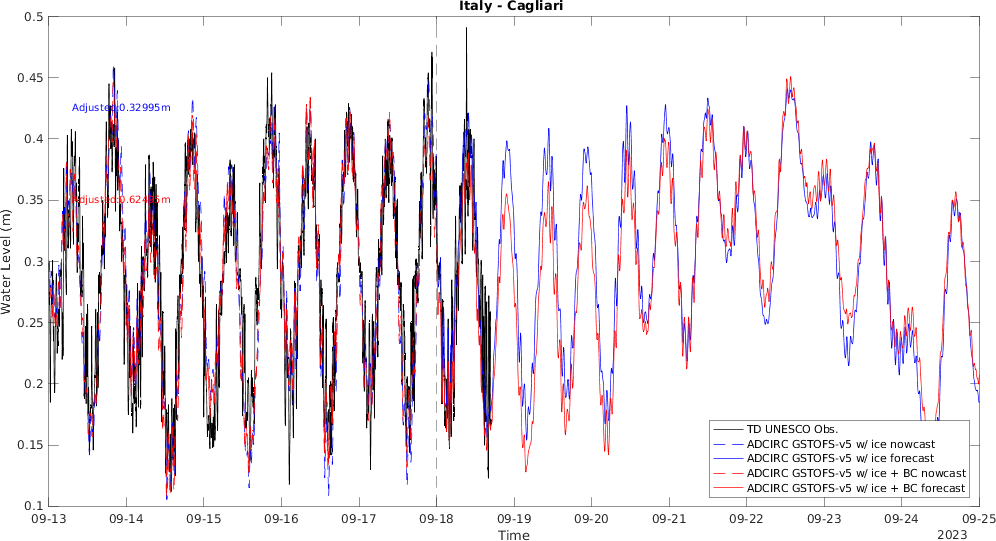 Italy - Cagliari
0.5
0.45
0.4
0.35
0.3
0.25
0.2
0.15
0.1
Water Level (m)
Adjusted:0.32995m
09-13 09-14 09-15 09-16 09-17 09-18 09-19 09-20 09-21 09-22 09-23 09-24 09-25
Time
2023
TD UNESCO Obs.
ADCIRC GSTOFS-v5 w/ ice nowcast
ADCIRC GSTOFS-v5 w/ ice forecast
ADCIRC GSTOFS-v5 w/ ice + BC nowcast
ADCIRC GSTOFS-v5 w/ ice + BC forecast